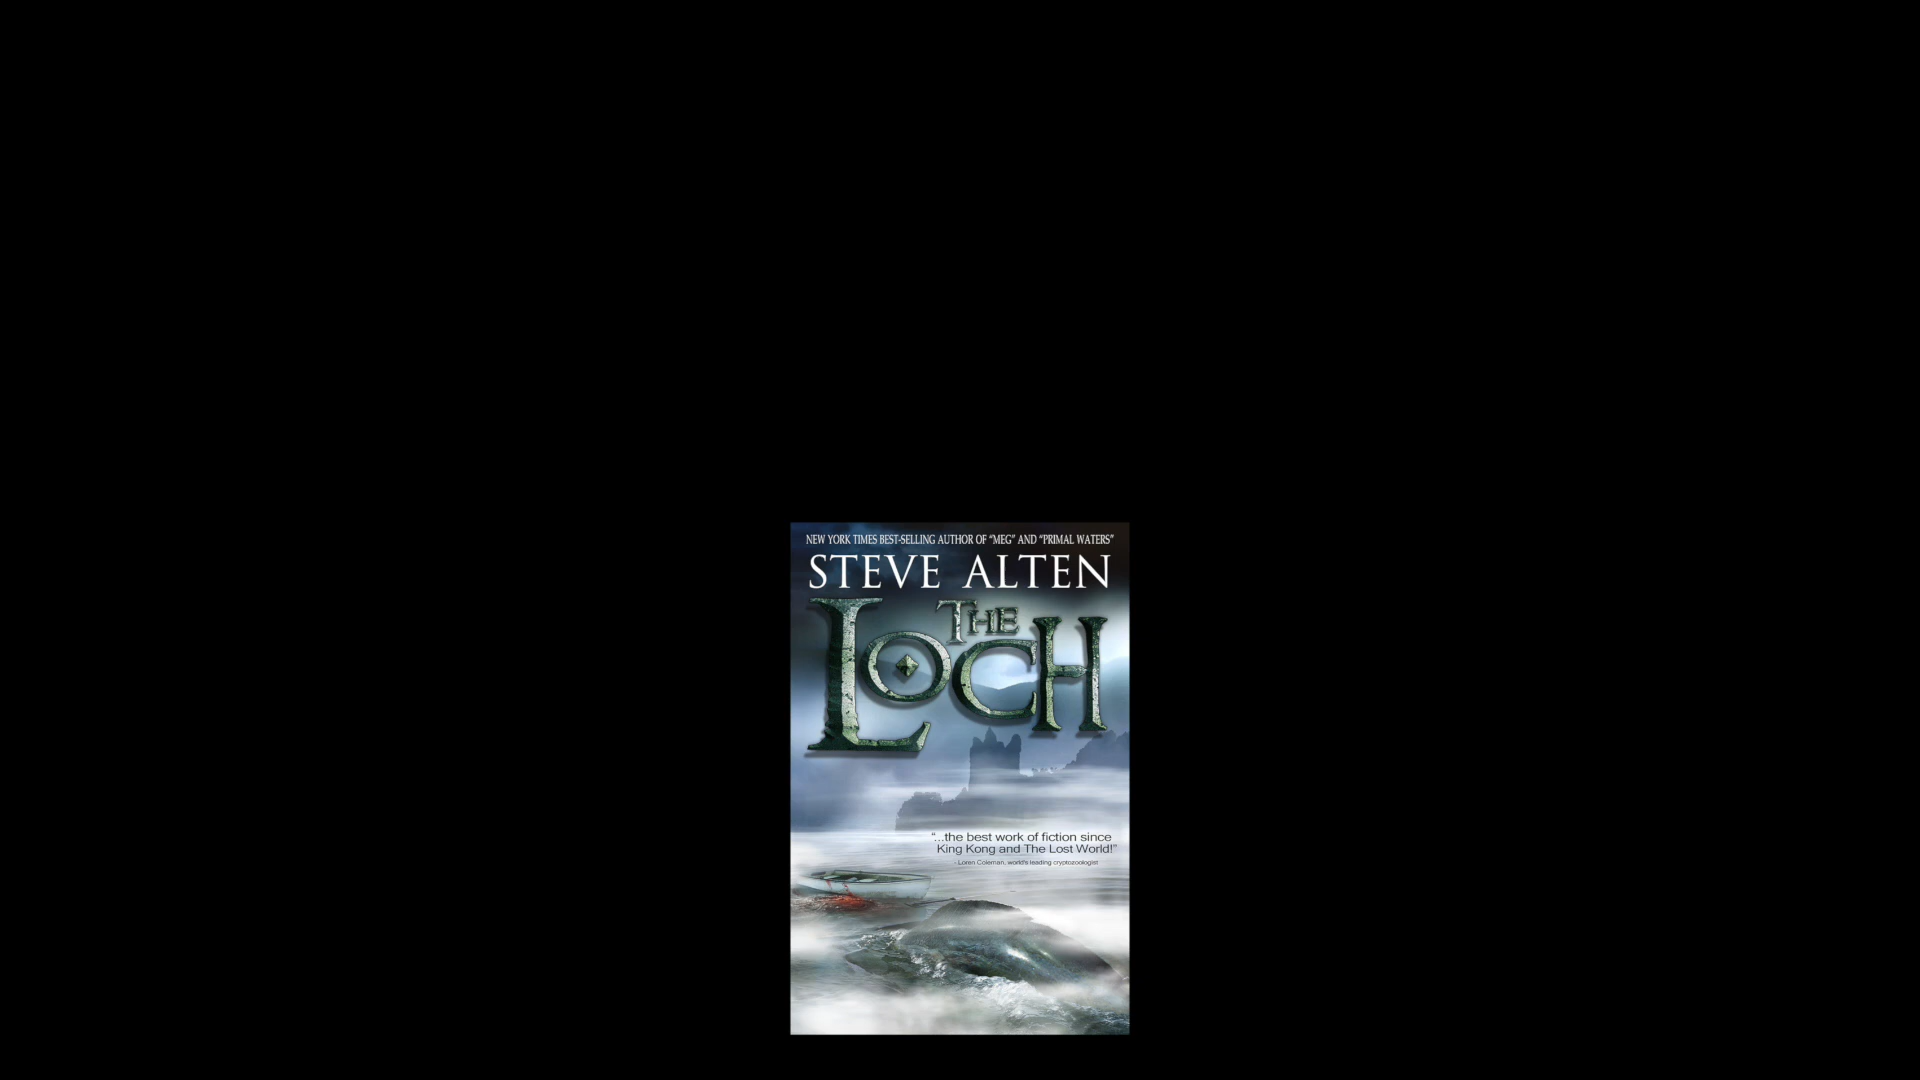 NEW YORK TIMES BEST-SELLING AUTHOR OF “MEG” AND “PRIMAL WATERS”
STEVE ALTEN
THE
LOCH
“...the best work of fiction since
King Kong and The Lost World!”
- Loren Coleman, world's leading cryptozoologist